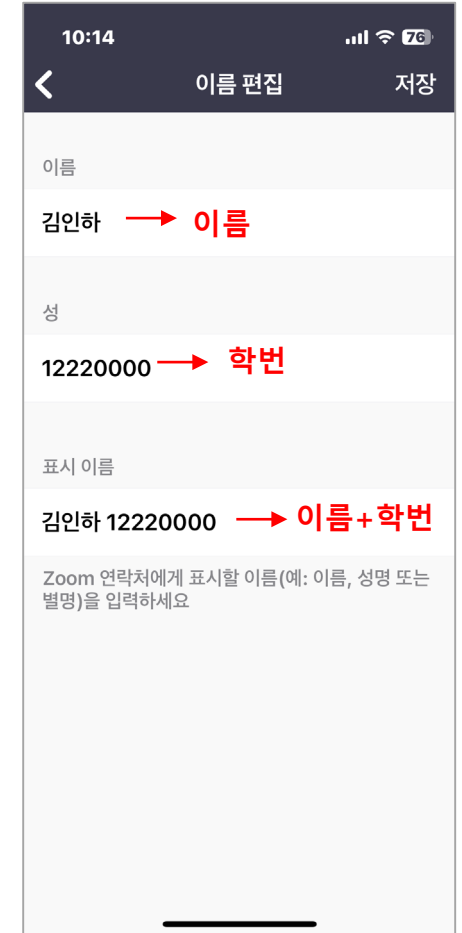 10:14 76
이름 편집 저장
이름
김인하 이름
성
12220000 학번
표시 이름
김인하 12220000 이름+학번
Zoom 연락처에게 표시할 이름(예: 이름, 성명 또는
별명)을 입력하세요